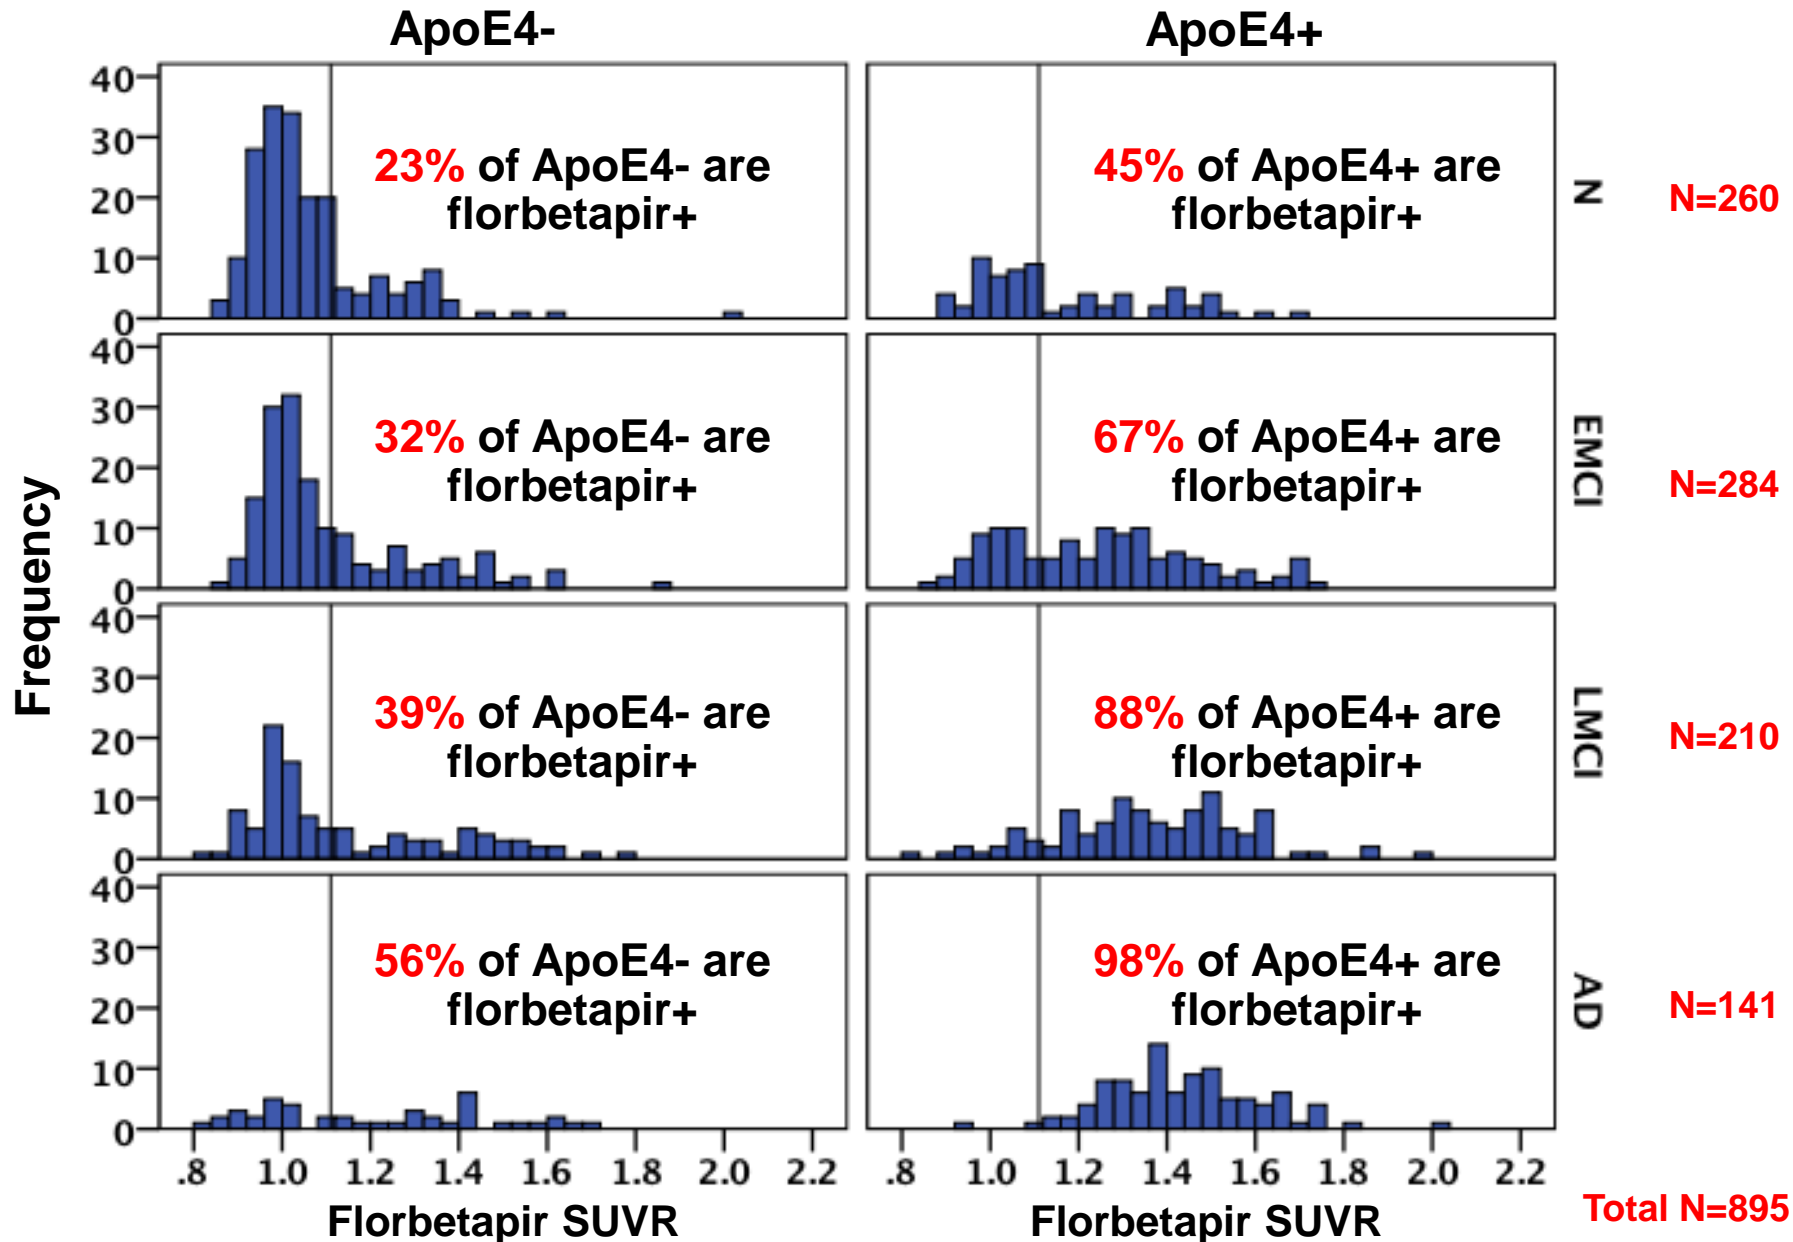 ApoE4- ApoE4+
40
30
20
10
0
23% of ApoE4- are
florbetapir+
45% of ApoE4+ are
florbetapir+
N
N=260
40
30
20
10
0
32% of ApoE4- are
florbetapir+
67% of ApoE4+ are
florbetapir+
EMCI
N=284
Frequency
40
30
20
10
0
39% of ApoE4- are
florbetapir+
88% of ApoE4+ are
florbetapir+
LMCI
N=210
40
30
20
10
0
56% of ApoE4- are
florbetapir+
98% of ApoE4+ are
florbetapir+
AD
N=141
.8 1.0 1.2 1.4 1.6 1.8 2.0 2.2 .8 1.0 1.2 1.4 1.6 1.8 2.0 2.2
Florbetapir SUVR Florbetapir SUVR
Total N=895